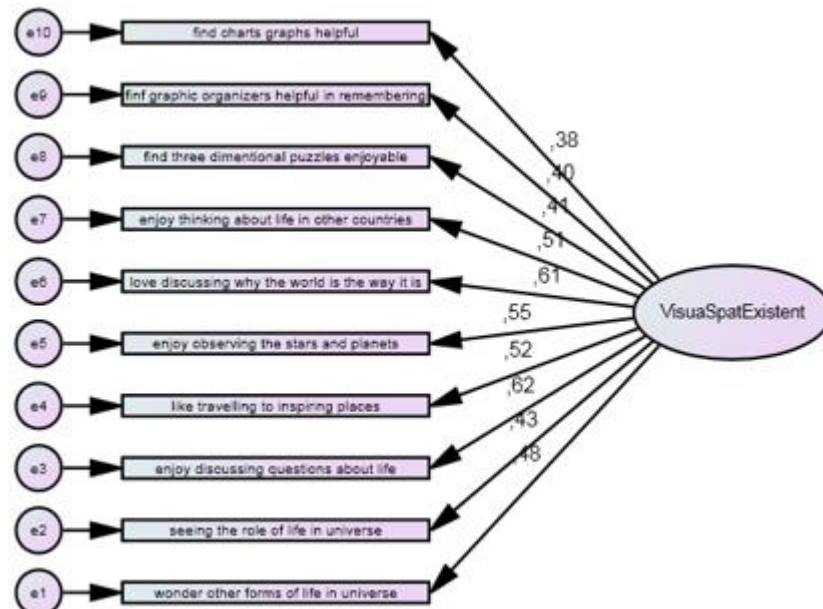 e10 find charts graphs helpful
e9 finf graphic organizers helpful in remembering
e8 find three dimentional puzzles enjoyable
e7 enjoy thinking about life in other countries
e6 love discussing why the world is the way it is
e5 enjoy observing the stars and planets
e4 like travelling to inspiring places
e3 enjoy discussing questions about life
e2 seeing the role of life in universe
e1 wonder other forms of life in universe
,38
,40
,41
,51
,61
,55
,52
,62
,43
,48
VisuaSpatExistent